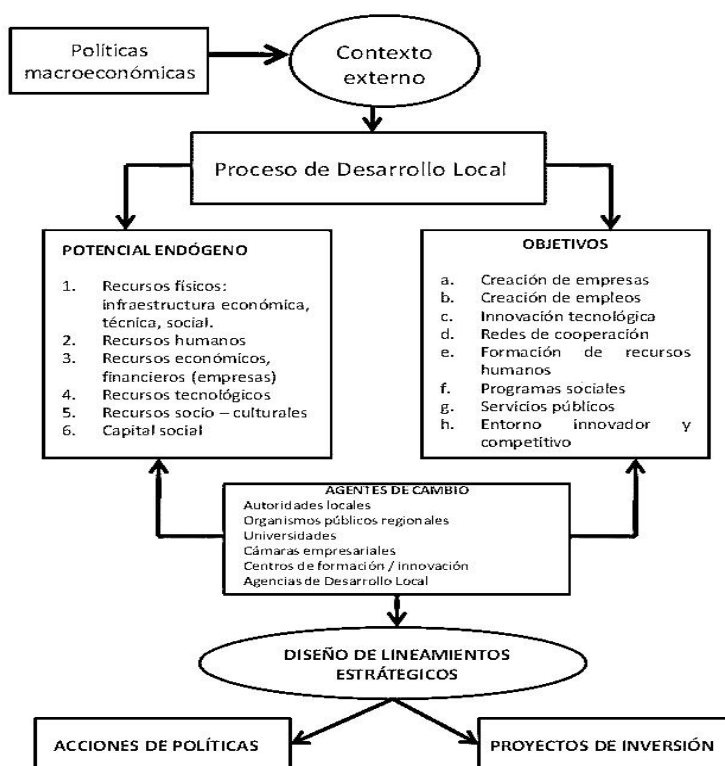 Políticas
macroeconómicas
Contexto
externo
Proceso de Desarrollo Local
POTENCIAL ENDÓGENO
1. Recursos físicos:
infraestructura económica,
técnica, social.
2. Recursos humanos
3. Recursos económicos,
financieros (empresas)
4. Recursos tecnológicos
5. Recursos socio – culturales
6. Capital social
OBJETIVOS
a. Creación de empresas
b. Creación de empleos
c. Innovación tecnológica
d. Redes de cooperación
e. Formación de recursos
humanos
f. Programas sociales
g. Servicios públicos
h. Entorno innovador y
competitivo
AGENTES DE CAMBIO
Autoridades locales
Organismos públicos regionales
Universidades
Cámaras empresariales
Centros de formación / innovación
Agencias de Desarrollo Local
DISEÑO DE LINEAMIENTOS
ESTRÁTEGICOS
ACCIONES DE POLÍTICAS
PROYECTOS DE INVERSIÓN